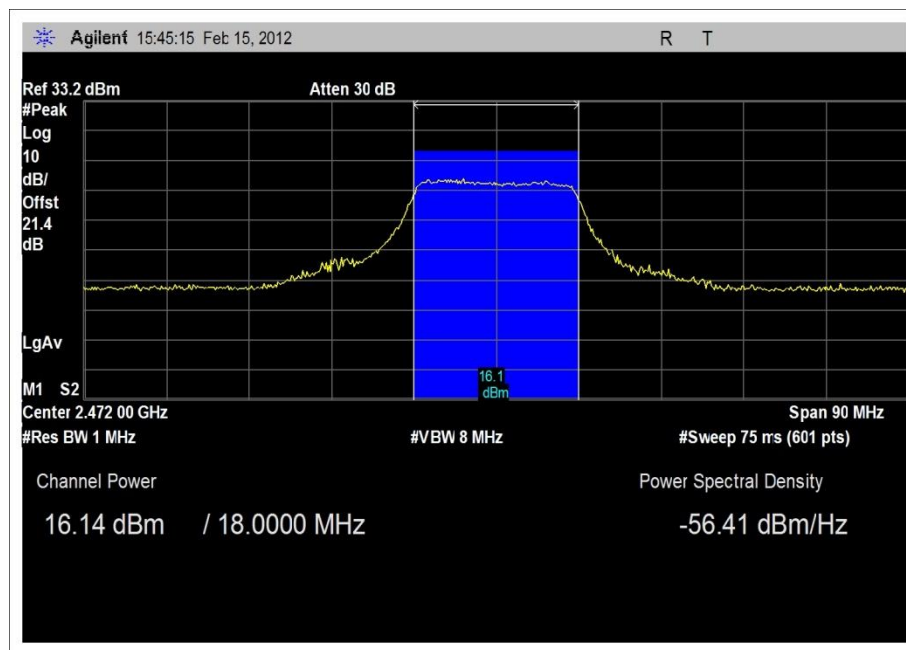 Agilent 15:45:15 Feb 15, 2012 R T
Ref 33.2 dBm Atten 30 dB
#Peak
Log
10
dB/
Offst
21.4
dB
LgAv
16.1
dBm
M1 S2
Center 2.472 00 GHz Span 90 MHz
#Res BW 1 MHz #VBW 8 MHz #Sweep 75 ms (601 pts)
Channel Power Power Spectral Density
16.14 dBm / 18.0000 MHz -56.41 dBm/Hz